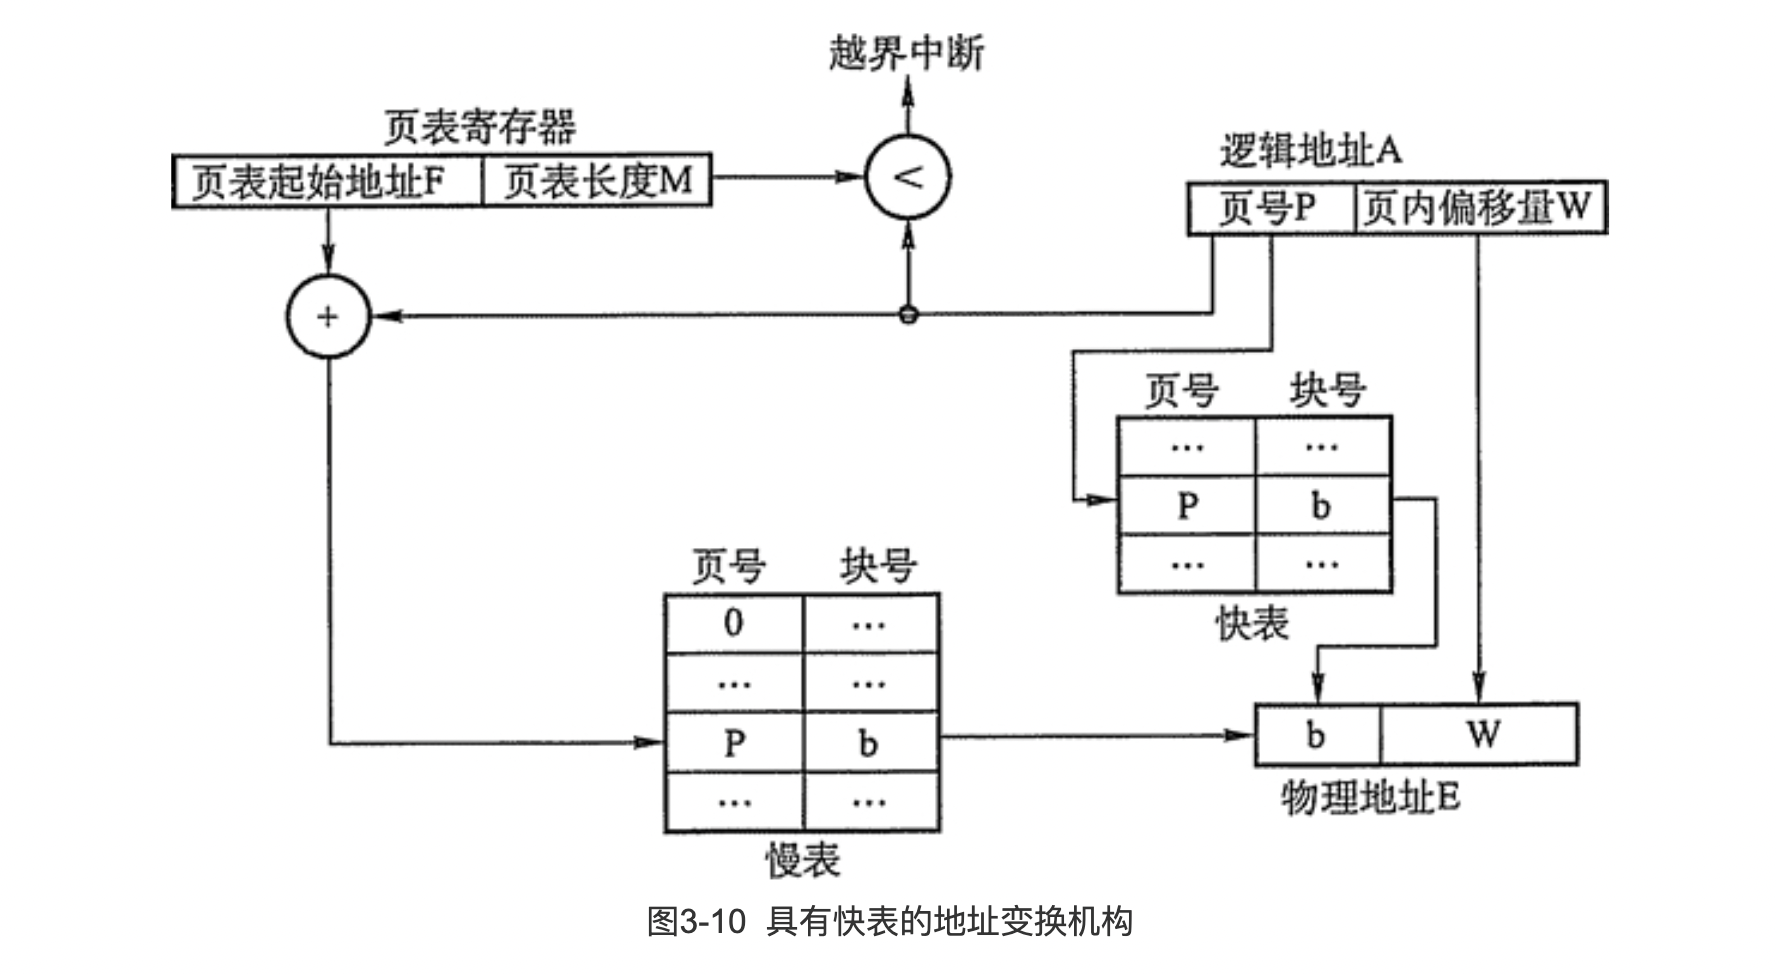 越界中断
页表寄存器
页表起始地址F 页表长度M
<
逻辑地址A
页号P 页内偏移量W
+
页号 块号
... ...
P b
... ...
快表
页号 块号
0 ...
... ...
P b
... ...
慢表
b W
物理地址E
图3-10 具有快表的地址变换机构